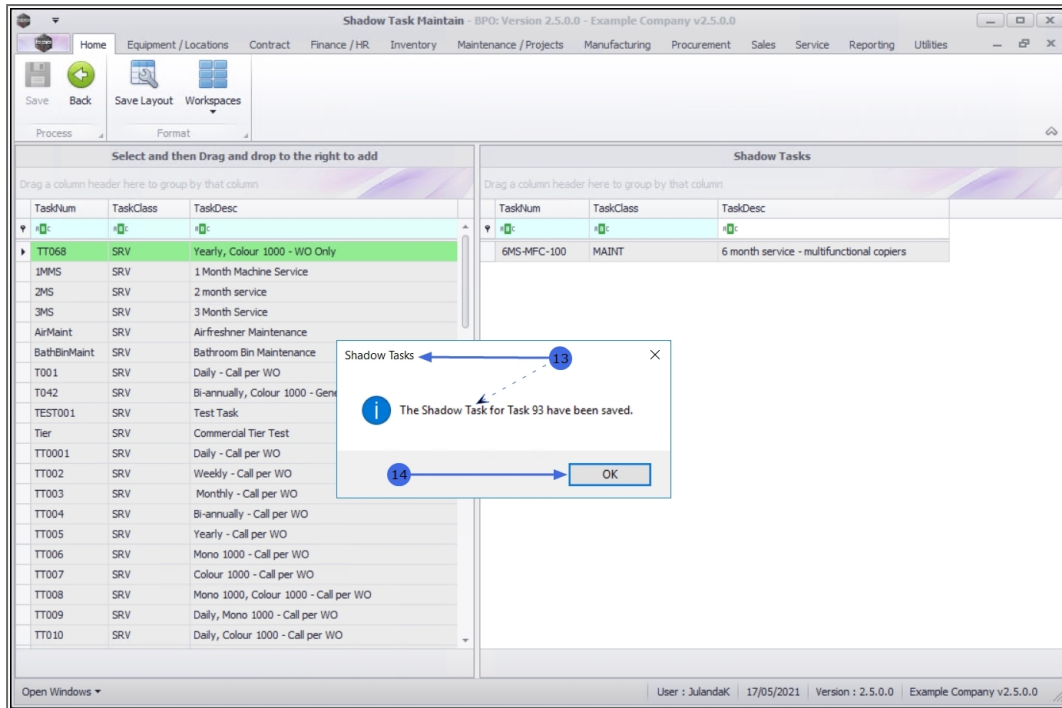 Shadow Task Maintain - BPO: Version 2.5.0.0 - Example Company v2.5.0.0
Home Equipment / Locations Contract Finance / HR Inventory Maintenance / Projects Manufacturing Procurement Sales Service Reporting Utilities
Save Back Save Layout Workspaces
Process Format
Select and then Drag and drop to the right to add Shadow Tasks
Drag a column header here to group by that column Drag a column header here to group by that column
TaskNum TaskClass TaskDesc TaskNum TaskClass TaskDesc
TT068 SRV Yearly, Colour 1000 - WO Only 6MS-MFC-100 MAINT 6 month service - multifunctional copiers
1MMS SRV 1 Month Machine Service
2MS SRV 2 month service
3MS SRV 3 Month Service
AirMaint SRV Airfreshner Maintenance
BathBinMaint SRV Bathroom Bin Maintenance
T001 SRV Daily - Call per WO
T042 SRV Bi-annually, Colour 1000 - Gene
TEST001 SRV Test Task
Tier SRV Commercial Tier Test
TT0001 SRV Daily - Call per WO
TT002 SRV Weekly - Call per WO
TT003 SRV Monthly - Call per WO
TT004 SRV Bi-annually - Call per WO
TT005 SRV Yearly - Call per WO
TT006 SRV Mono 1000 - Call per WO
TT007 SRV Colour 1000 - Call per WO
TT008 SRV Mono 1000, Colour 1000 - Call per WO
TT009 SRV Daily, Mono 1000 - Call per WO
TT010 SRV Daily, Colour 1000 - Call per WO
Shadow Tasks 13
The Shadow Task for Task 93 have been saved.
14 OK
Open Windows User : JulandaK 17/05/2021 Version : 2.5.0.0 Example Company v2.5.0.0